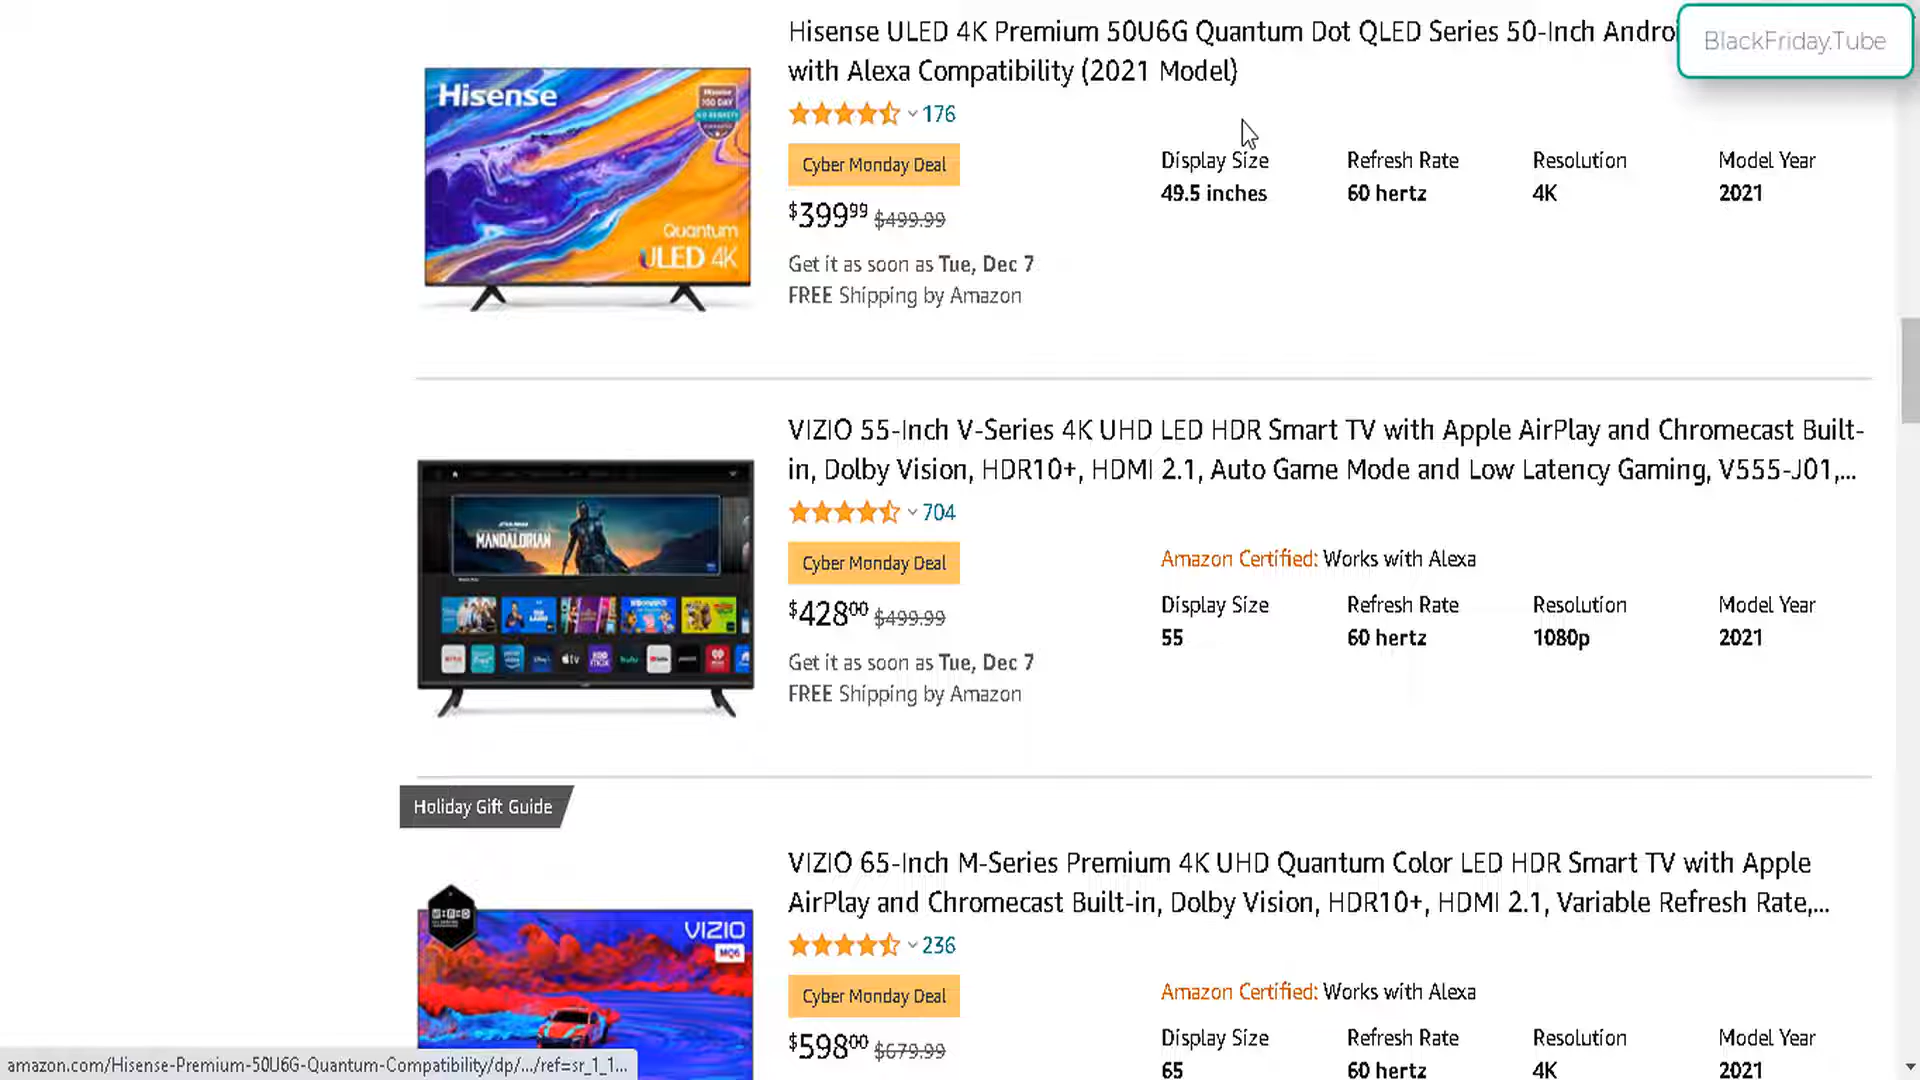 Hisense ULED 4K Premium 50U6G Quantum Dot QLED Series 50-Inch Andro
with Alexa Compatibility (2021 Model)
BlackFriday.Tube
Hisense
Quantum
ULED 4K
176
Cyber Monday Deal
$399⁹⁹ $499.99
Get it as soon as Tue, Dec 7
FREE Shipping by Amazon
Display Size Refresh Rate Resolution Model Year
49.5 inches 60 hertz 4K 2021
VIZIO 55-Inch V-Series 4K UHD LED HDR Smart TV with Apple AirPlay and Chromecast Built-
in, Dolby Vision, HDR10+, HDMI 2.1, Auto Game Mode and Low Latency Gaming, V555-J01,...
MANDALORIAN
704
Cyber Monday Deal
$428⁰⁰ $499.99
Get it as soon as Tue, Dec 7
FREE Shipping by Amazon
Amazon Certified: Works with Alexa
Display Size Refresh Rate Resolution Model Year
55 60 hertz 1080p 2021
Holiday Gift Guide
VIZIO 65-Inch M-Series Premium 4K UHD Quantum Color LED HDR Smart TV with Apple
AirPlay and Chromecast Built-in, Dolby Vision, HDR10+, HDMI 2.1, Variable Refresh Rate,...
WIRED
VIZIO
MQ6
236
Cyber Monday Deal
$598⁰⁰ $679.99
Amazon Certified: Works with Alexa
Display Size Refresh Rate Resolution Model Year
65 60 hertz 4K 2021
amazon.com/Hisense-Premium-50U6G-Quantum-Compatibility/dp/.../ref=sr_1_1...